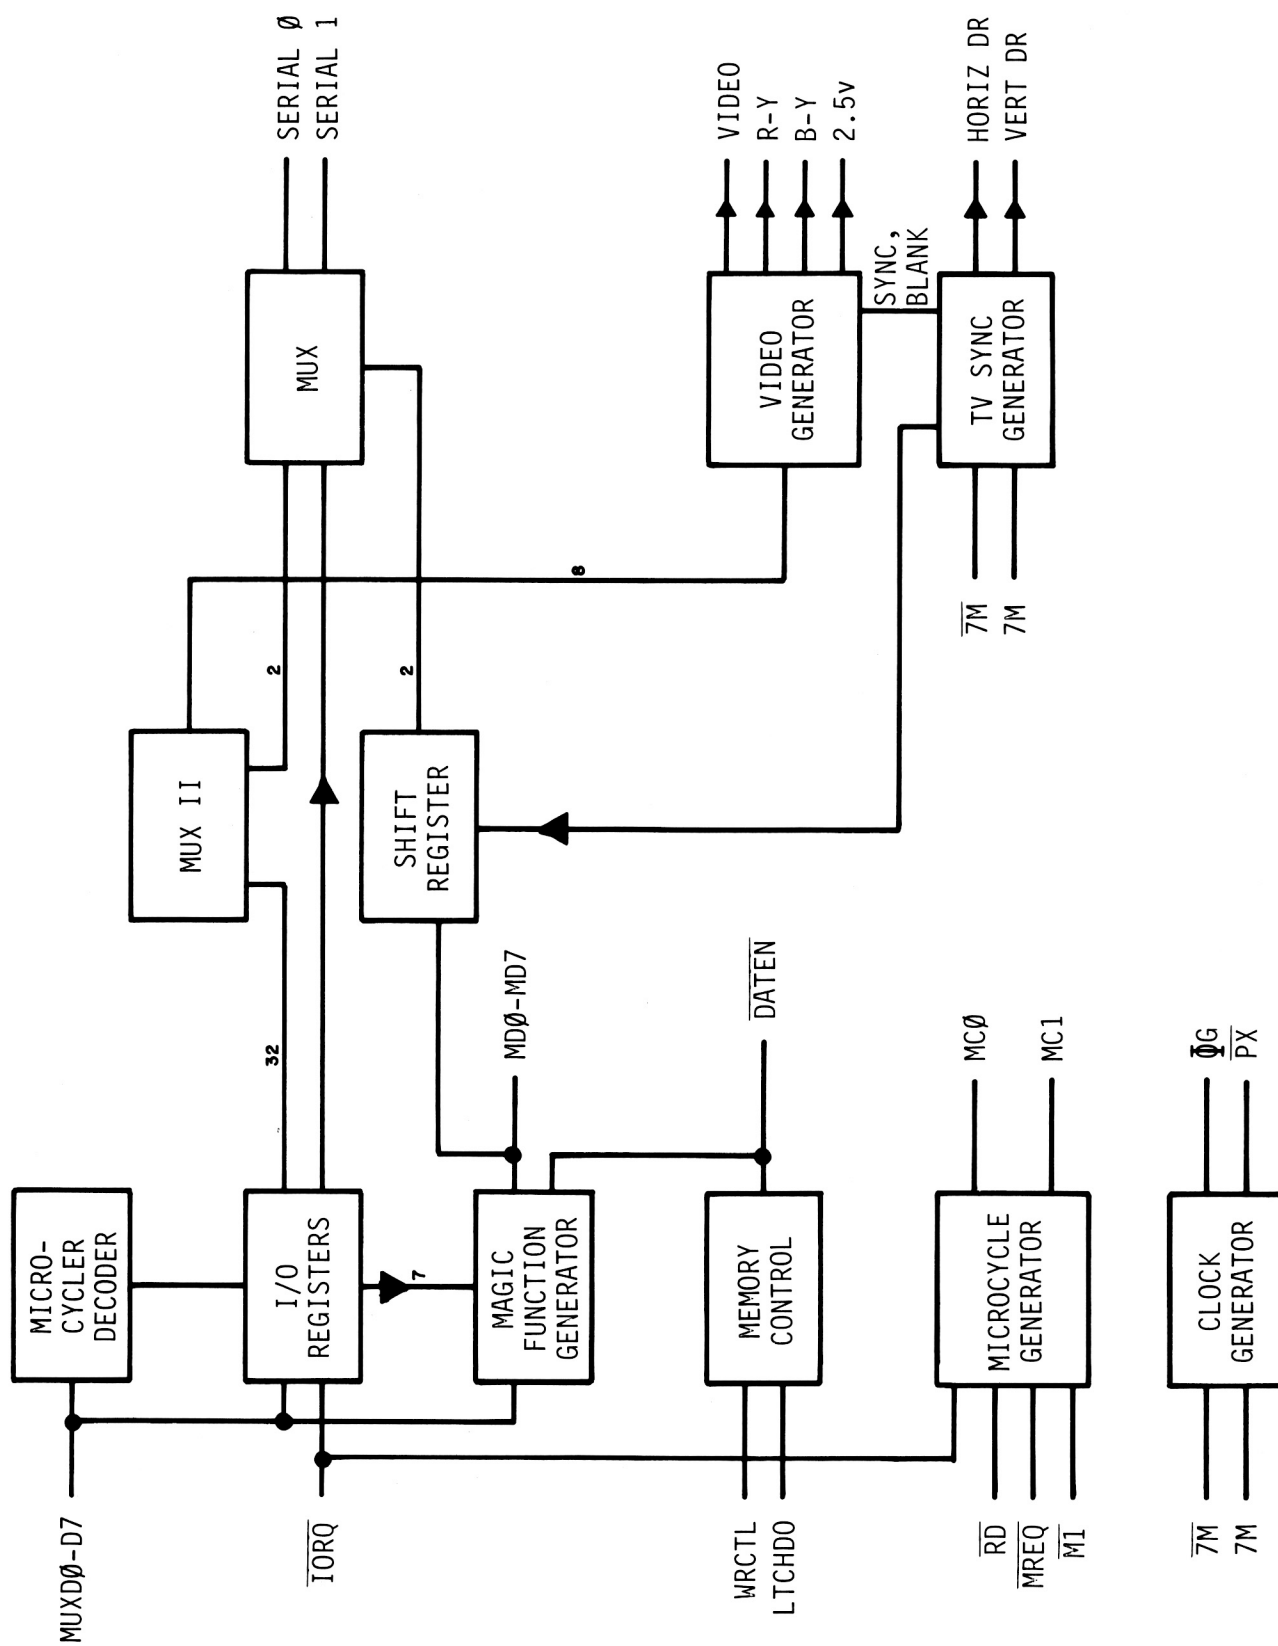 MUXDØ-D7
MICRO-
CYCLER
DECODER
IORQ
I/O
REGISTERS
32
7
MUX II
2
MUX
SERIAL Ø
SERIAL 1
MAGIC
FUNCTION
GENERATOR
MDØ-MD7
SHIFT
REGISTER
2
8
WRCTL
LTCHDO
MEMORY
CONTROL
DATEN
VIDEO
GENERATOR
VIDEO
R-Y
B-Y
2.5v
SYNC,
BLANK
RD
MREQ
M1
MICROCYCLE
GENERATOR
MCØ
MC1
7M
7M
TV SYNC
GENERATOR
HORIZ DR
VERT DR
7M
7M
CLOCK
GENERATOR
ΦG
PX